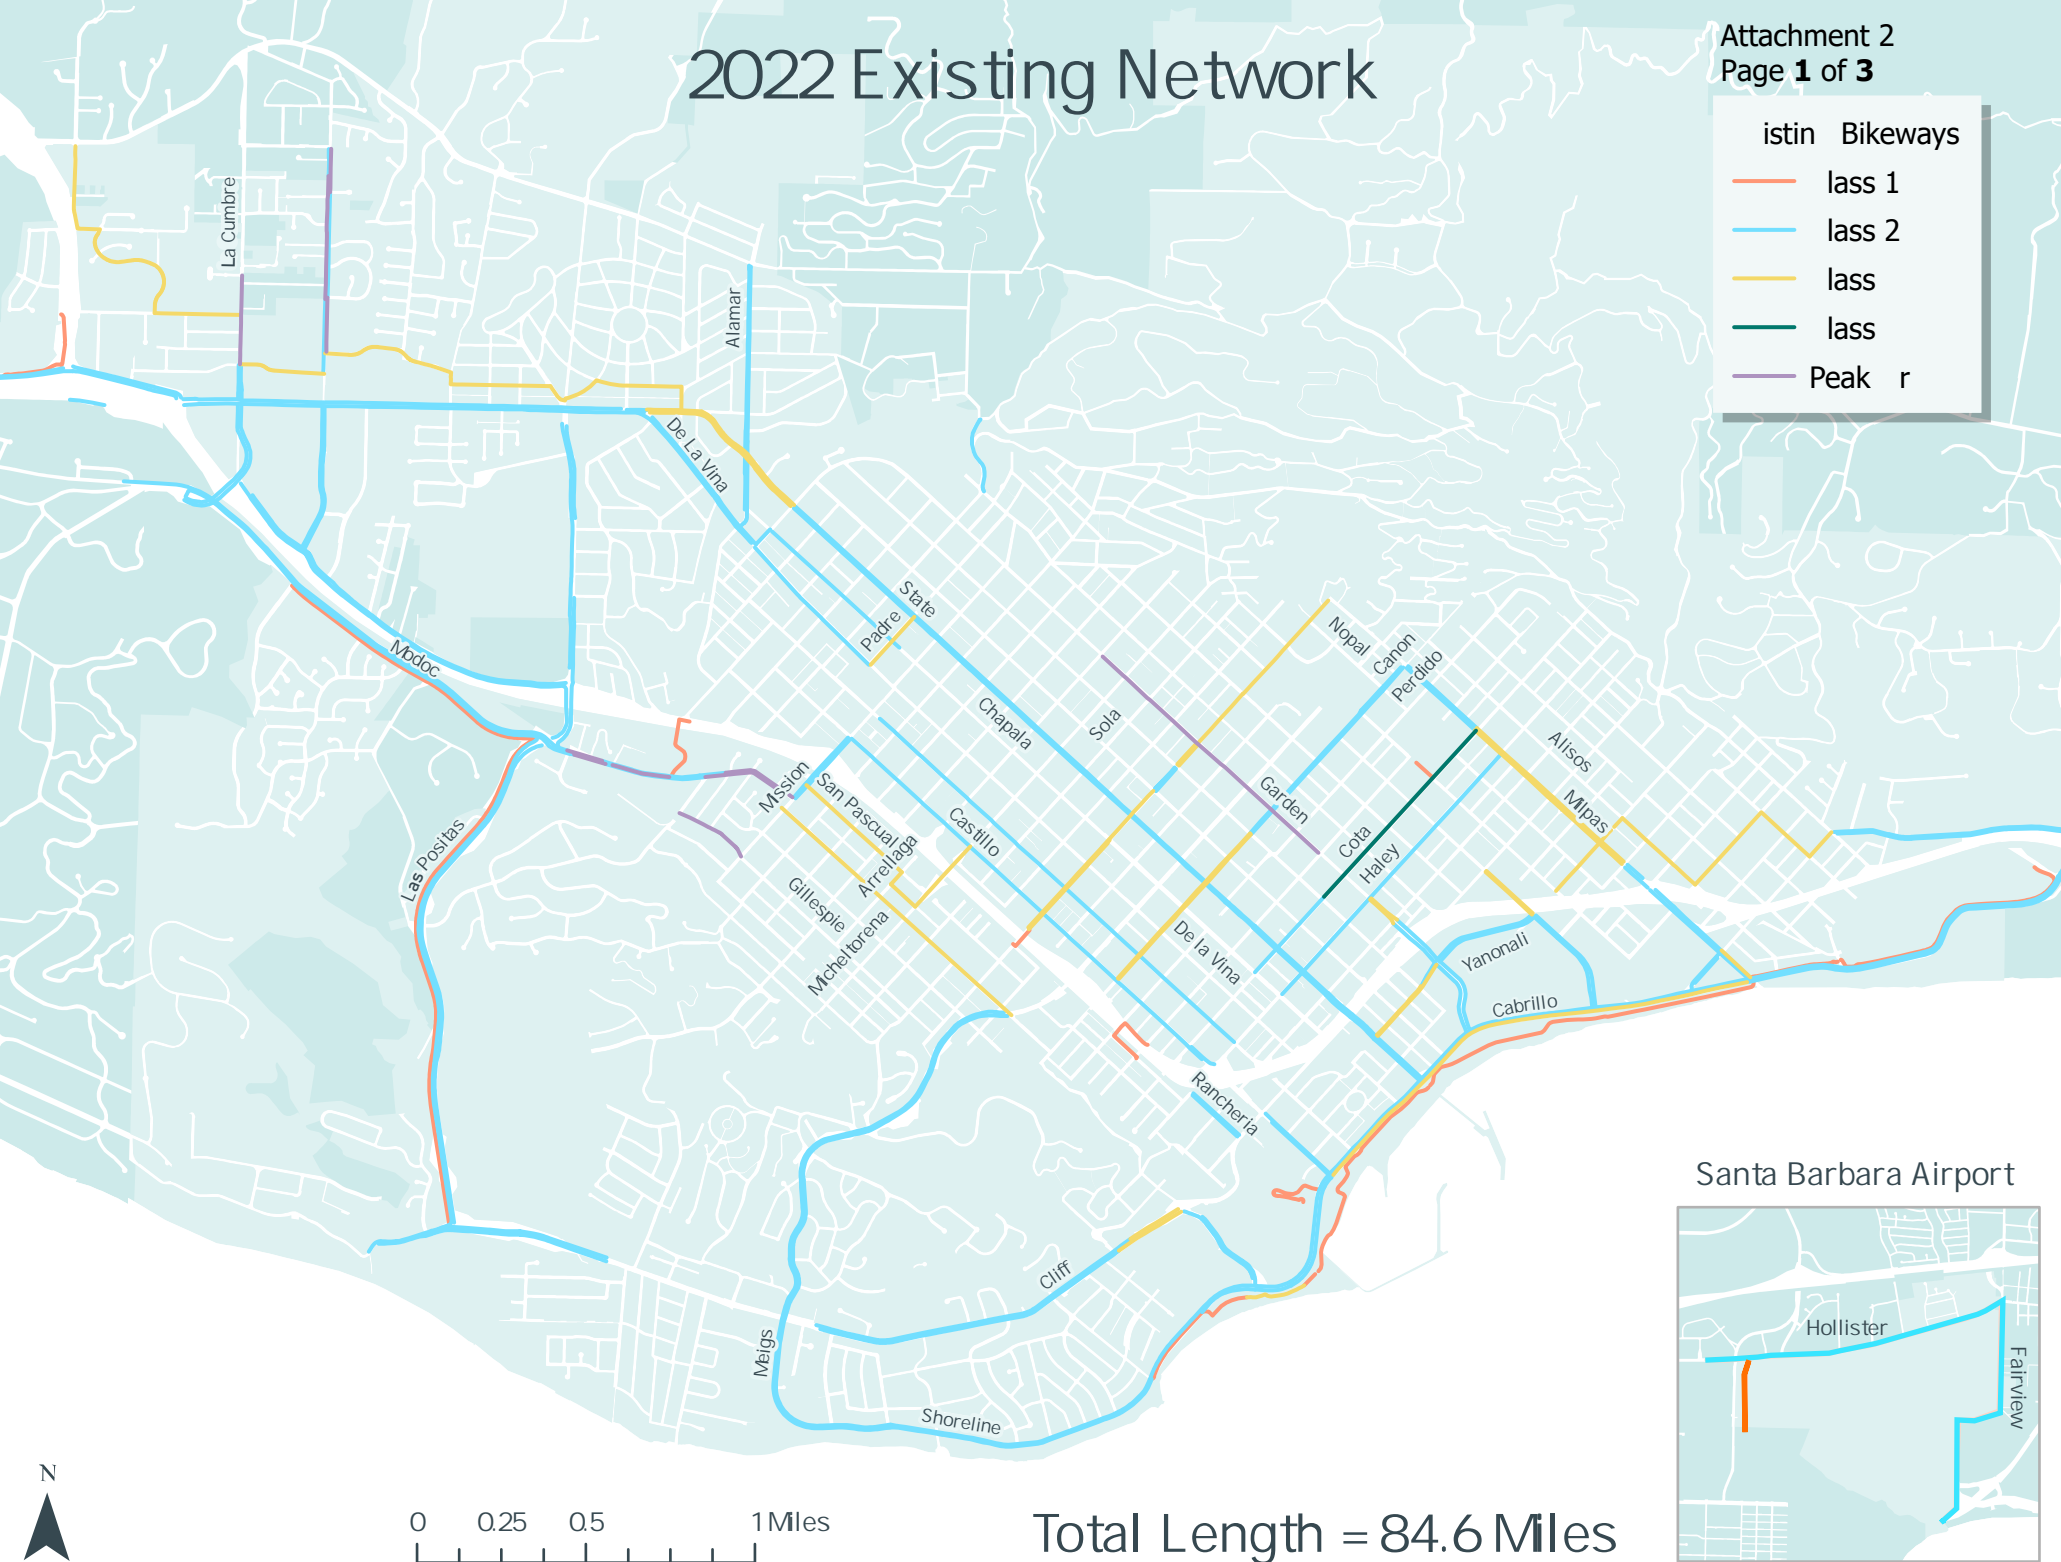 2022 Existing Network
Attachment 2
Page 1 of 3
istin Bikeways
lass 1
lass 2
lass
lass
Peak r
La Cumbre
Alamar
De La Vina
State
Padre
Chapala
Sola
Nopal
Canon
Perdido
Alisos
Milpas
Garden
Cota
Haley
Modoc
Las Positas
Mission
San Pascual
Arrellaga
Castillo
Gillespie
Micheltorena
De la Vina
Yanonali
Cabrillo
Rancheria
Cliff
Meigs
Shoreline
Santa Barbara Airport
Hollister
Fairview
N
0 0.25 0.5 1 Miles
Total Length = 84.6 Miles